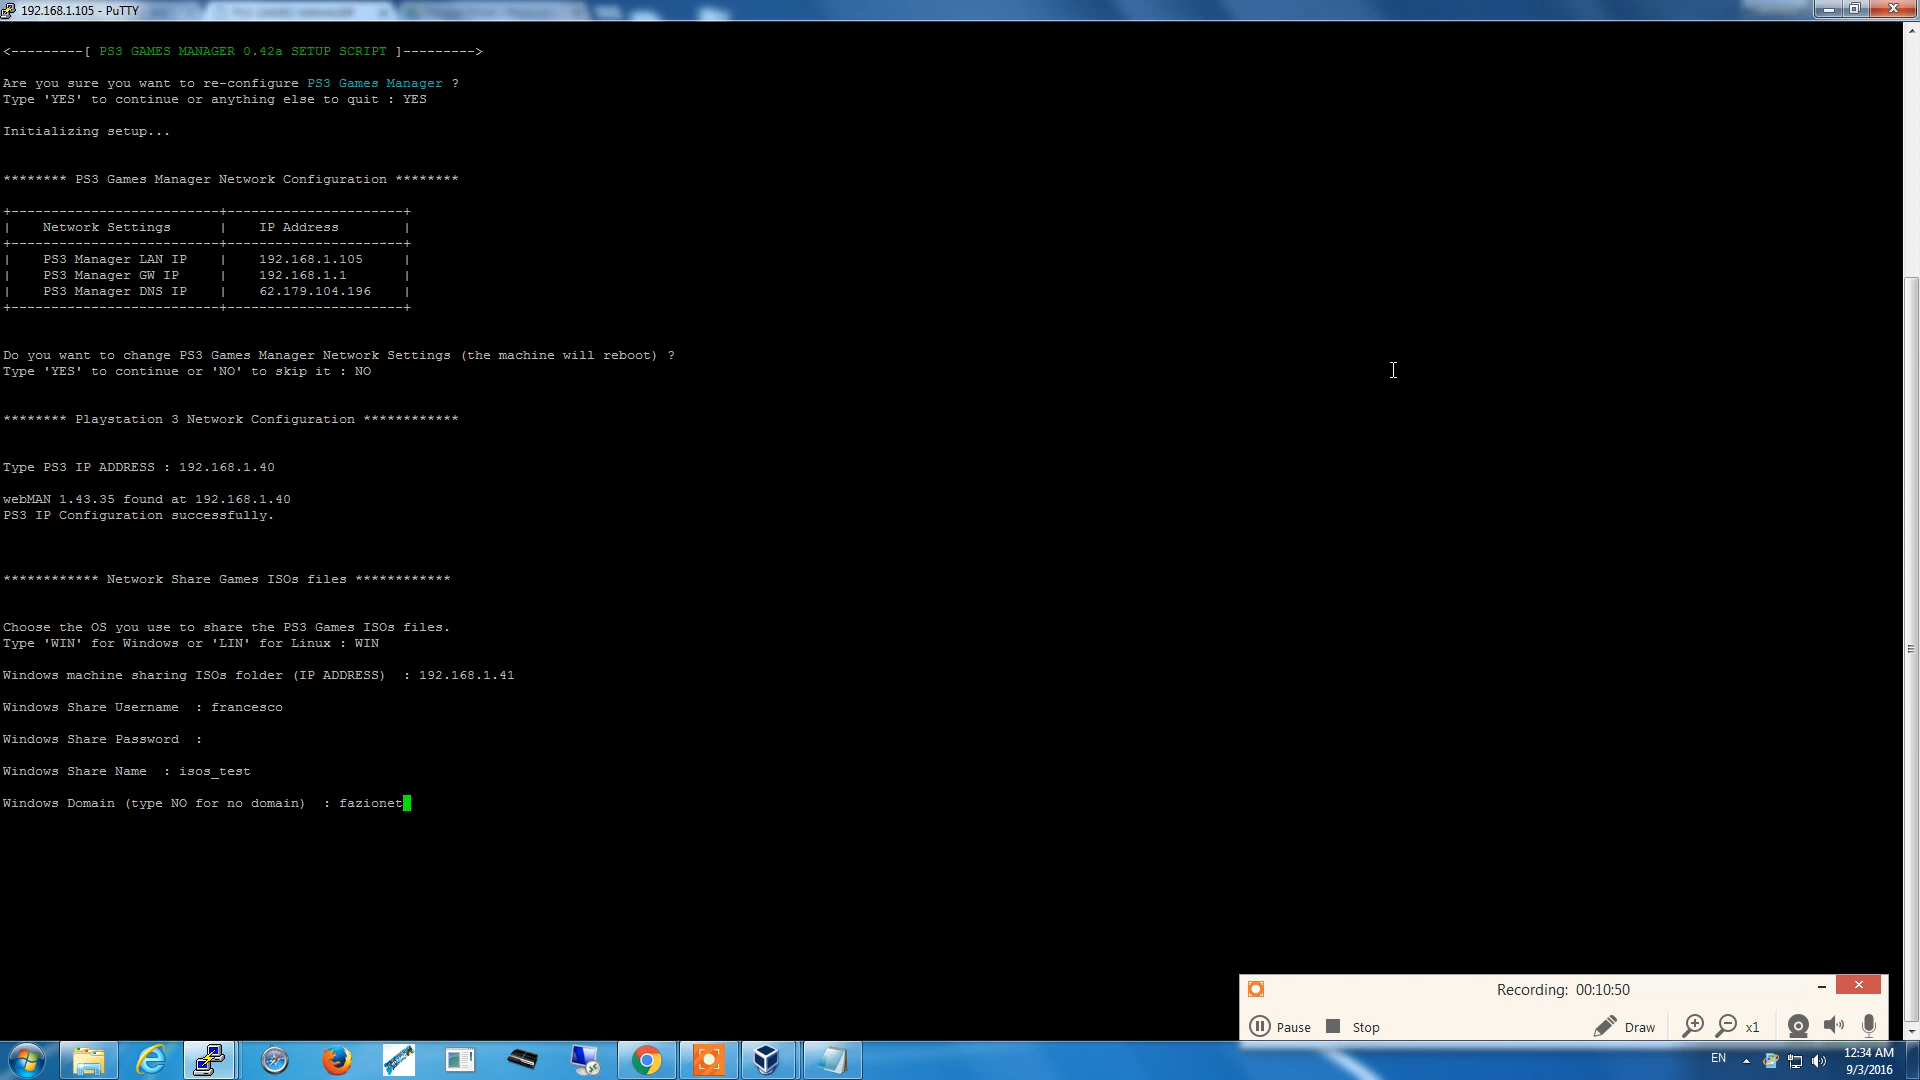 192.168.1.105 - PuTTY
<---------[ PS3 GAMES MANAGER 0.42a SETUP SCRIPT ]--------->
Are you sure you want to re-configure PS3 Games Manager ?
Type 'YES' to continue or anything else to quit : YES
Initializing setup...
******** PS3 Games Manager Network Configuration ********
+---------------------------+----------------------+
|    Network Settings      |    IP Address        |
+---------------------------+----------------------+
|    PS3 Manager LAN IP    |    192.168.1.105     |
|    PS3 Manager GW IP     |    192.168.1.1       |
|    PS3 Manager DNS IP    |    62.179.104.196    |
+---------------------------+----------------------+
Do you want to change PS3 Games Manager Network Settings (the machine will reboot) ?
Type 'YES' to continue or 'NO' to skip it : NO
******** Playstation 3 Network Configuration ************
Type PS3 IP ADDRESS : 192.168.1.40
webMAN 1.43.35 found at 192.168.1.40
PS3 IP Configuration successfully.
************ Network Share Games ISOs files ************
Choose the OS you use to share the PS3 Games ISOs files.
Type 'WIN' for Windows or 'LIN' for Linux : WIN
Windows machine sharing ISOs folder (IP ADDRESS)  : 192.168.1.41
Windows Share Username  : francesco
Windows Share Password  :
Windows Share Name  : isos_test
Windows Domain (type NO for no domain)  : fazionet
Recording: 00:10:50
Pause Stop Draw x1
EN 12:34 AM
9/3/2016